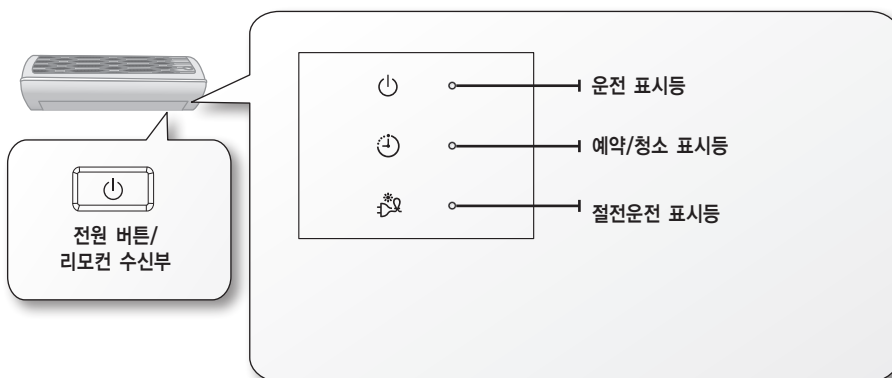 운전 표시등
예약/청소 표시등
절전운전 표시등
전원 버튼/
리모컨 수신부